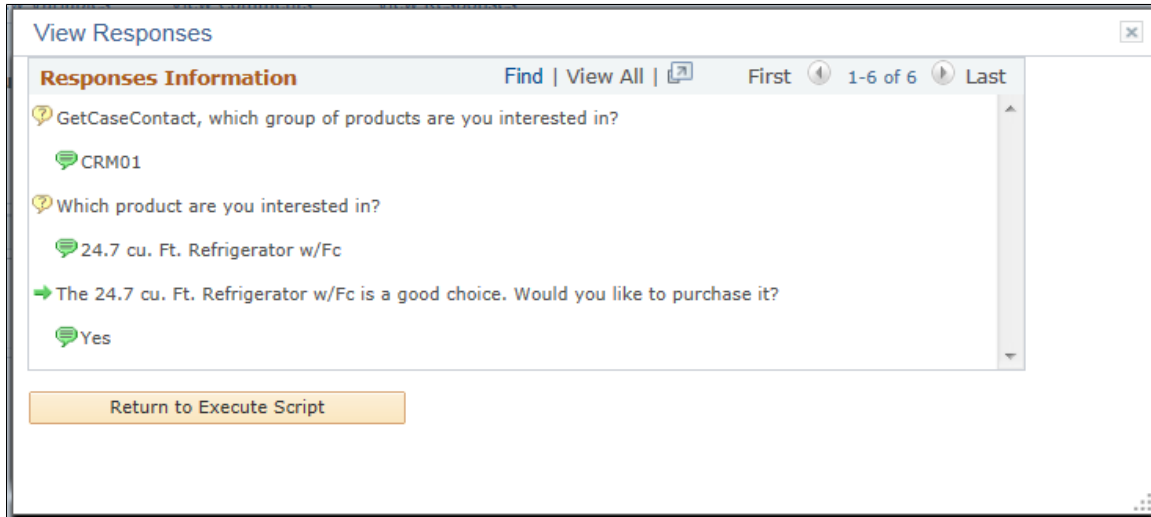 View Responses
Responses Information Find | View All | First 1-6 of 6 Last
GetCaseContact, which group of products are you interested in?
CRM01
Which product are you interested in?
24.7 cu. Ft. Refrigerator w/Fc
The 24.7 cu. Ft. Refrigerator w/Fc is a good choice. Would you like to purchase it?
Yes
Return to Execute Script